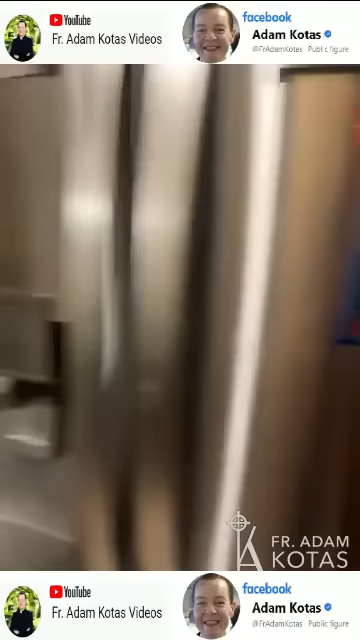 YouTube
Fr. Adam Kotas Videos
facebook
Adam Kotas
@FrAdamKotas · Public figure
FR. ADAM
KOTAS
YouTube
Fr. Adam Kotas Videos
facebook
Adam Kotas
@FrAdamKotas · Public figure